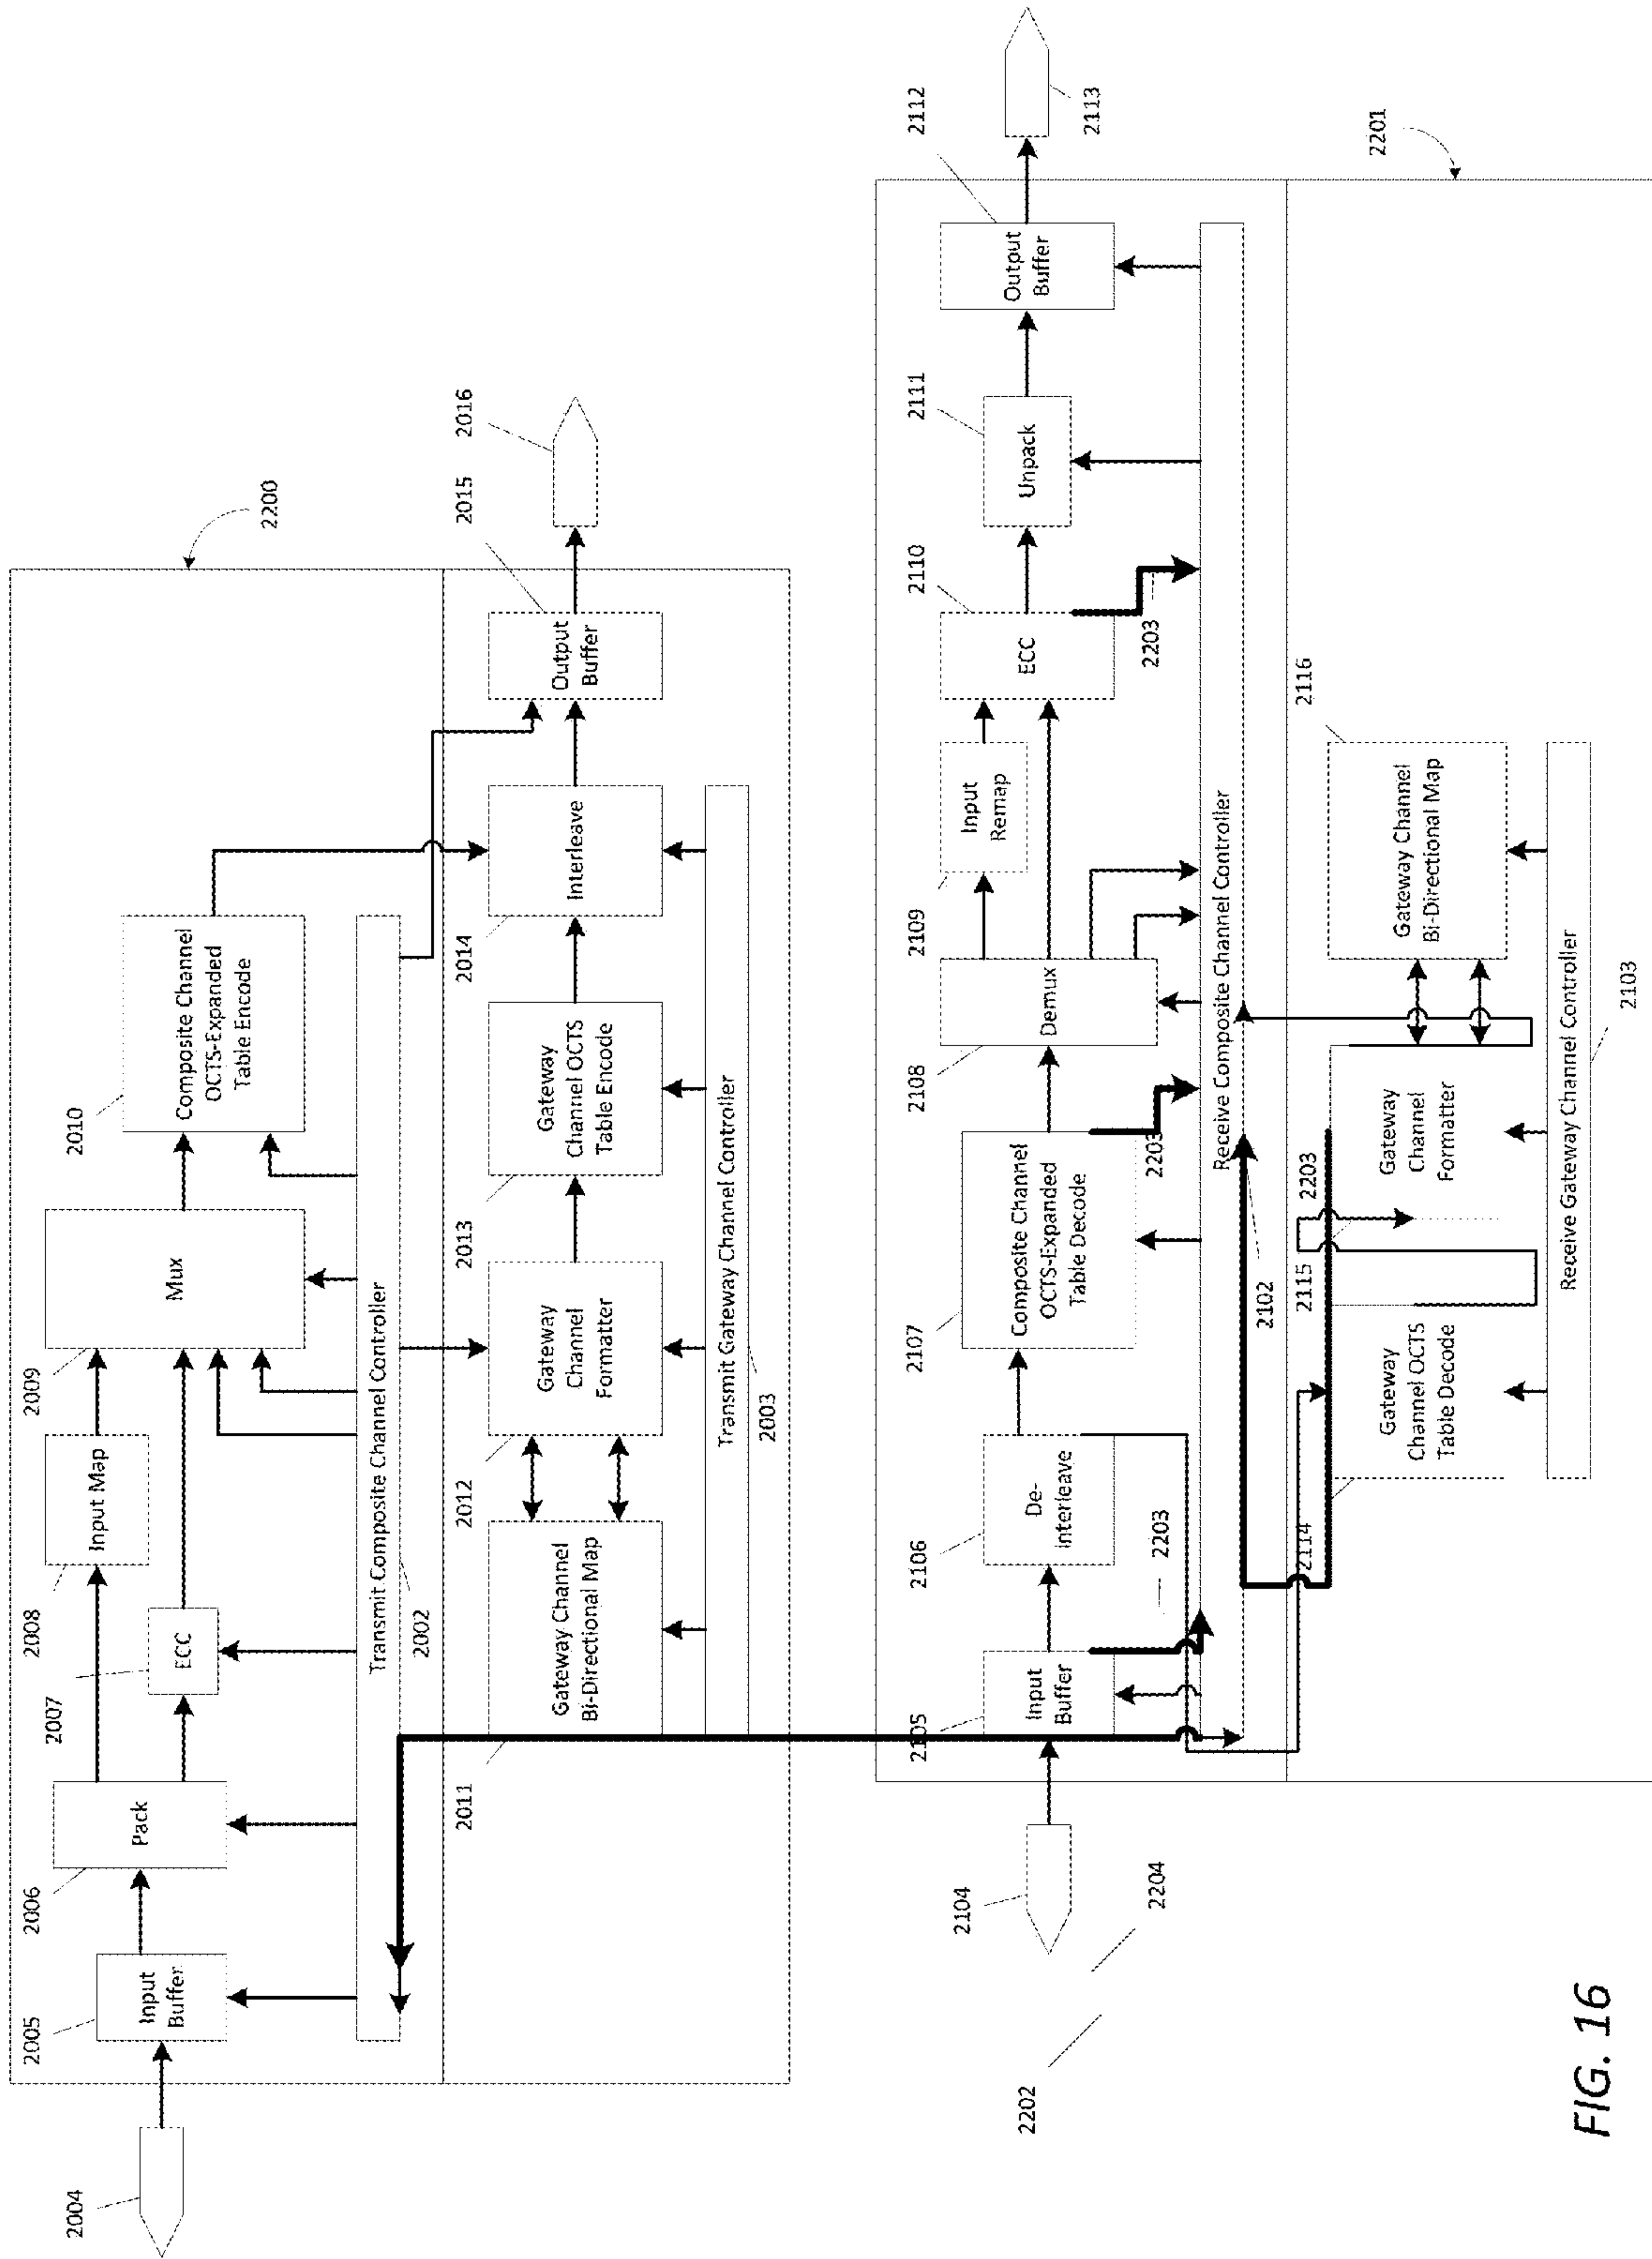 2004
2005
Input
Buffer
2006
Pack
2007
ECC
2008
Input Map
2009
Mux
2010
Composite Channel
OCTS-Expanded
Table Encode
2200
Transmit Composite Channel Controller
2002
2011
Gateway Channel
Bi-Directional Map
2012
Gateway
Channel
Formatter
2013
Gateway
Channel OCTS
Table Encode
2014
Interleave
2015
Output
Buffer
2016
Transmit Gateway Channel Controller
2003
2202
2204
2104
2105
Input
Buffer
2203
2106
De-
interleave
2107
Composite Channel
OCTS-Expanded
Table Decode
2203
2108
Demux
2109
Input
Remap
2110
ECC
2203
2111
Unpack
2112
Output
Buffer
2113
Receive Composite Channel Controller
2102
2201
2114
Gateway
Channel OCTS
Table Decode
2115
2203
Gateway
Channel
Formatter
2116
Gateway Channel
Bi-Directional Map
Receive Gateway Channel Controller
2103
FIG. 16